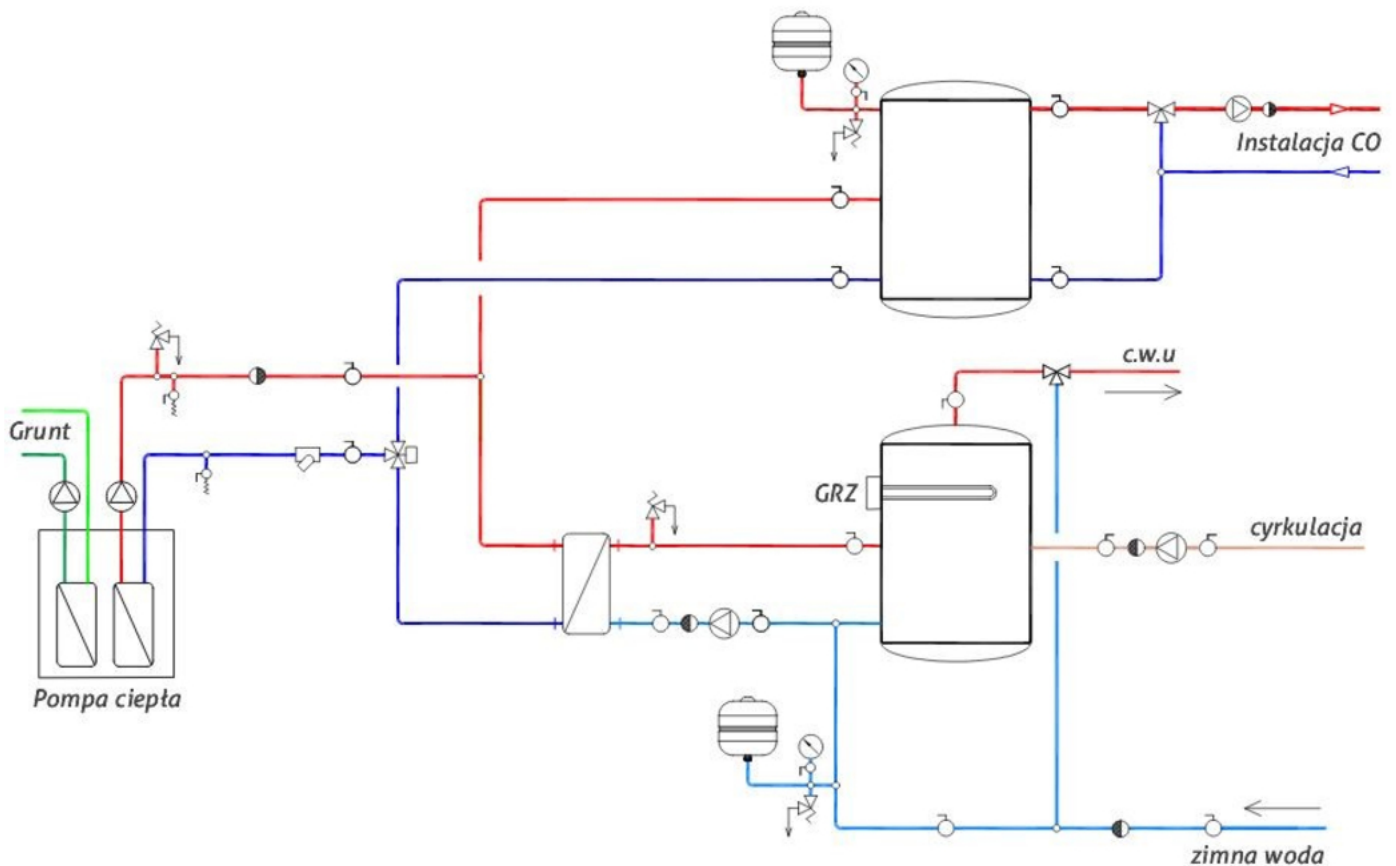 Instalacja CO
c.w.u
Grunt
GRZ
cyrkulacja
Pompa ciepła
zimna woda